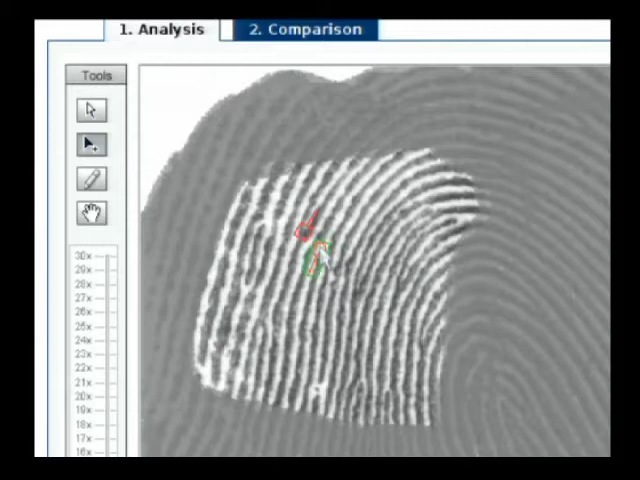 1. Analysis
2. Comparison
Tools
30x
29x
28x
27x
26x
25x
24x
23x
22x
21x
20x
19x
18x
17x
16x